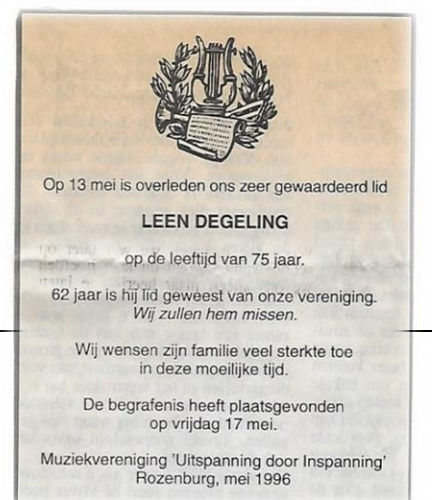 Op 13 mei is overleden ons zeer gewaardeerd lid
LEEN DEGELING
op de leeftijd van 75 jaar.
62 jaar is hij lid geweest van onze vereniging.
Wij zullen hem missen.
Wij wensen zijn familie veel sterkte toe
in deze moeilijke tijd.
De begrafenis heeft plaatsgevonden
op vrijdag 17 mei.
Muziekvereniging 'Uitspanning door Inspanning'
Rozenburg, mei 1996